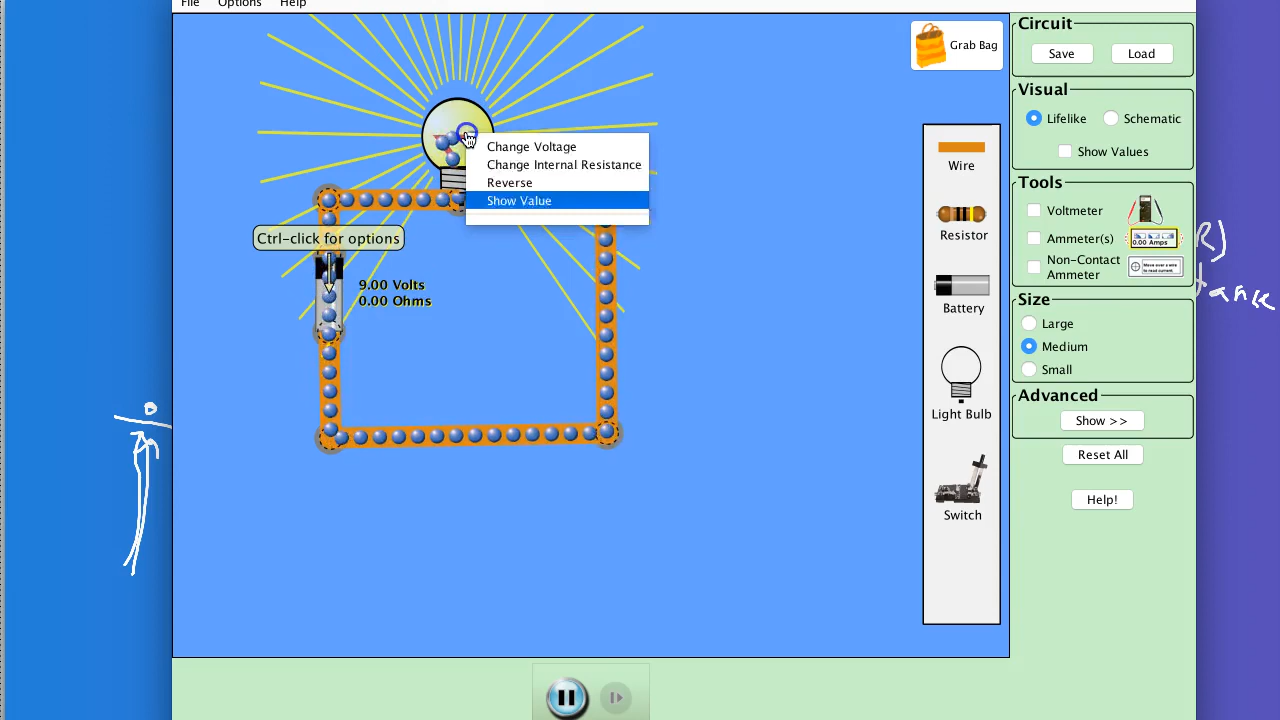 File Options Help
Grab Bag
Circuit
Save Load
Visual
Lifelike Schematic
Show Values
Tools
Voltmeter
Ammeter(s)
0.00 Amps
Non-Contact
Ammeter
Size
Large
Medium
Small
Advanced
Show >>
Reset All
Help!
Wire
Resistor
Battery
Light Bulb
Switch
Change Voltage
Change Internal Resistance
Reverse
Show Value
Ctrl-click for options
9.00 Volts
0.00 Ohms
R)
tance